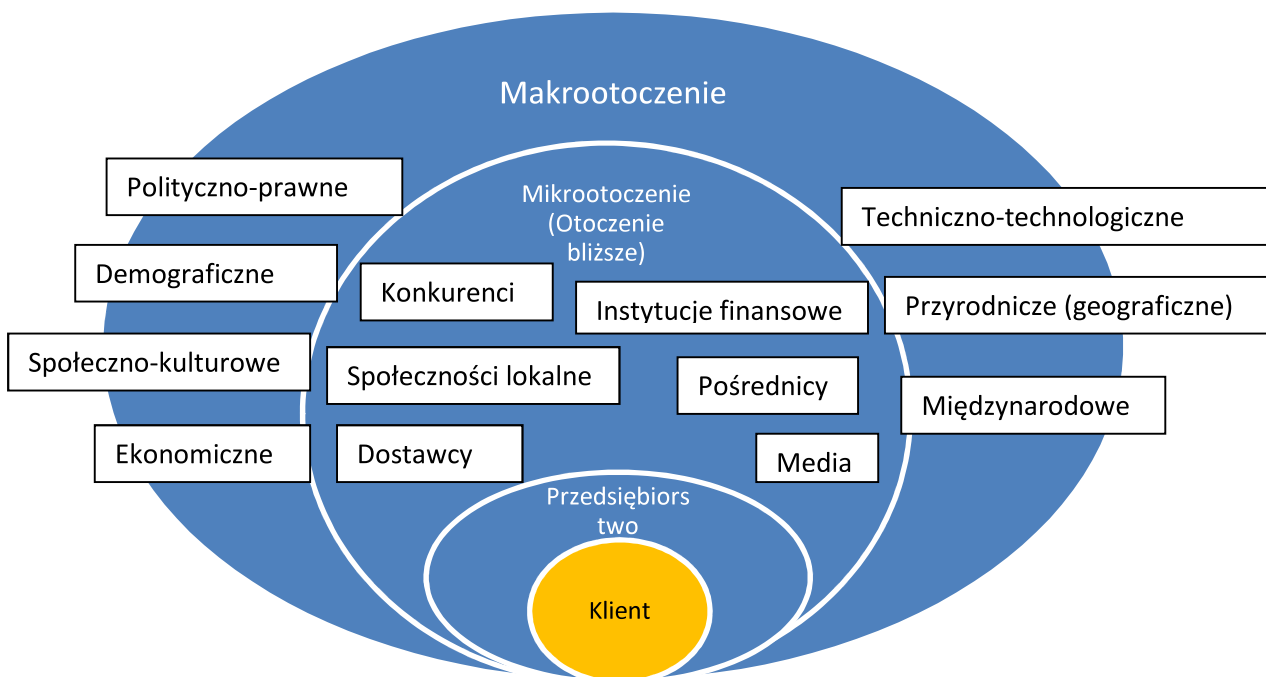 Makrootoczenie
Polityczno-prawne
Mikrootoczenie
(Otoczenie
bliższe)
Techniczno-technologiczne
Demograficzne
Konkurenci
Instytucje finansowe
Przyrodnicze (geograficzne)
Społeczno-kulturowe
Społeczności lokalne
Pośrednicy
Międzynarodowe
Ekonomiczne
Dostawcy
Media
Przedsiębiors
two
Klient